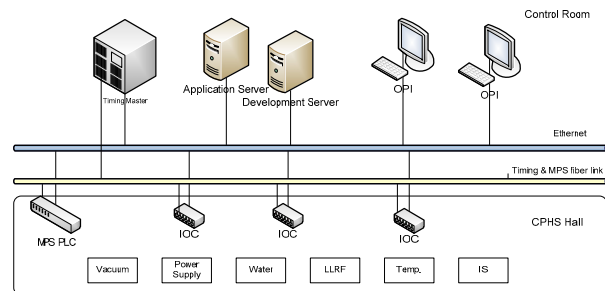 Control Room
Timing Master
Application Server
Development Server
OPI
OPI
Ethernet
Timing & MPS fiber link
CPHS Hall
MPS PLC
IOC
IOC
IOC
Vacuum
Power
Supply
Water
LLRF
Temp.
IS